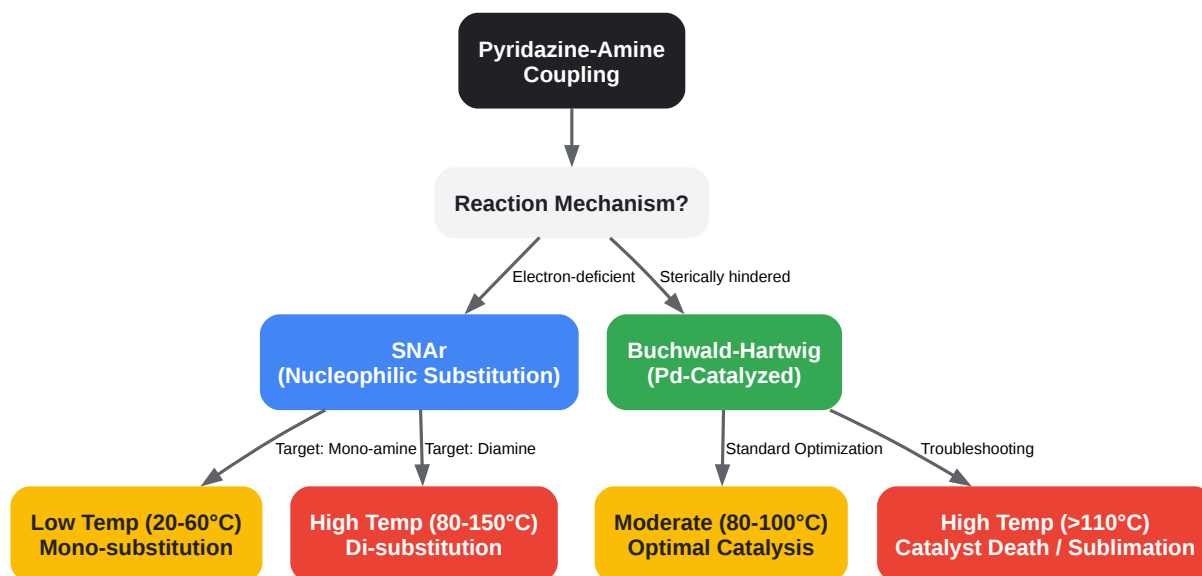 Pyridazine-Amine
Coupling
Reaction Mechanism?
Electron-deficient
Sterically hindered
SNAr
(Nucleophilic Substitution)
Buchwald-Hartwig
(Pd-Catalyzed)
Target: Mono-amine
Target: Diamine
Standard Optimization
Troubleshooting
Low Temp (20-60°C)
Mono-substitution
High Temp (80-150°C)
Di-substitution
Moderate (80-100°C)
Optimal Catalysis
High Temp (>110°C)
Catalyst Death / Sublimation